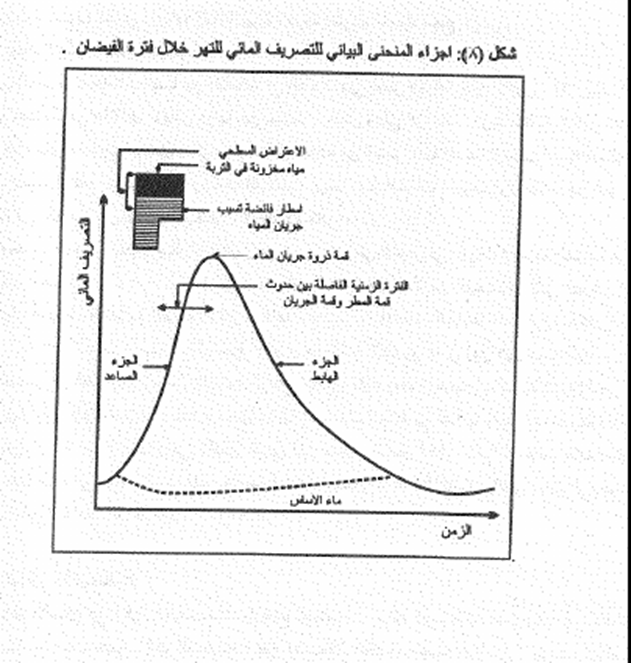 شكل (٨): اجزاء المنحنى البياني للتصريف المائي للنهر خلال فترة الفيضان .
الاعتراض السطحي
مياه مخزونة في التربة
امطار فائضة تسبب
جريان المياه
قمة ذروة جريان الماء
الفترة الزمنية الفاصلة بين حدوث
قمة المطر وقمة الجريان
التصريف المائي
الجزء
الصاعد
الجزء
الهابط
ماء الأساس
الزمن